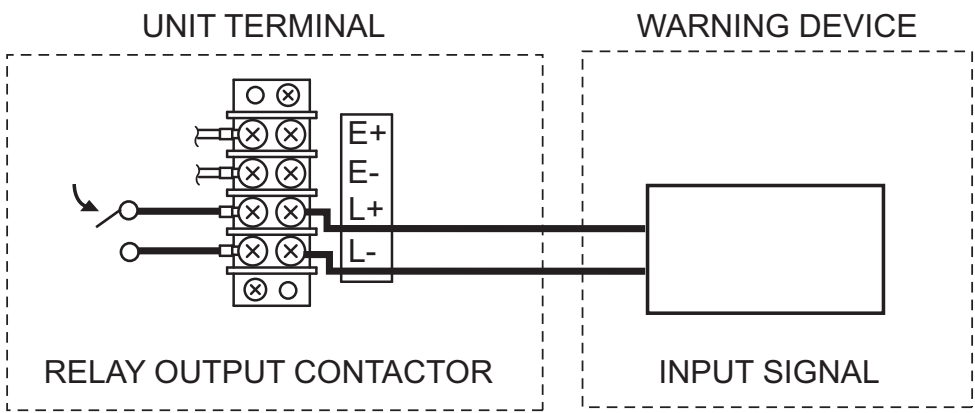 UNIT TERMINAL
WARNING DEVICE
E+
E-
L+
L-
RELAY OUTPUT CONTACTOR
INPUT SIGNAL